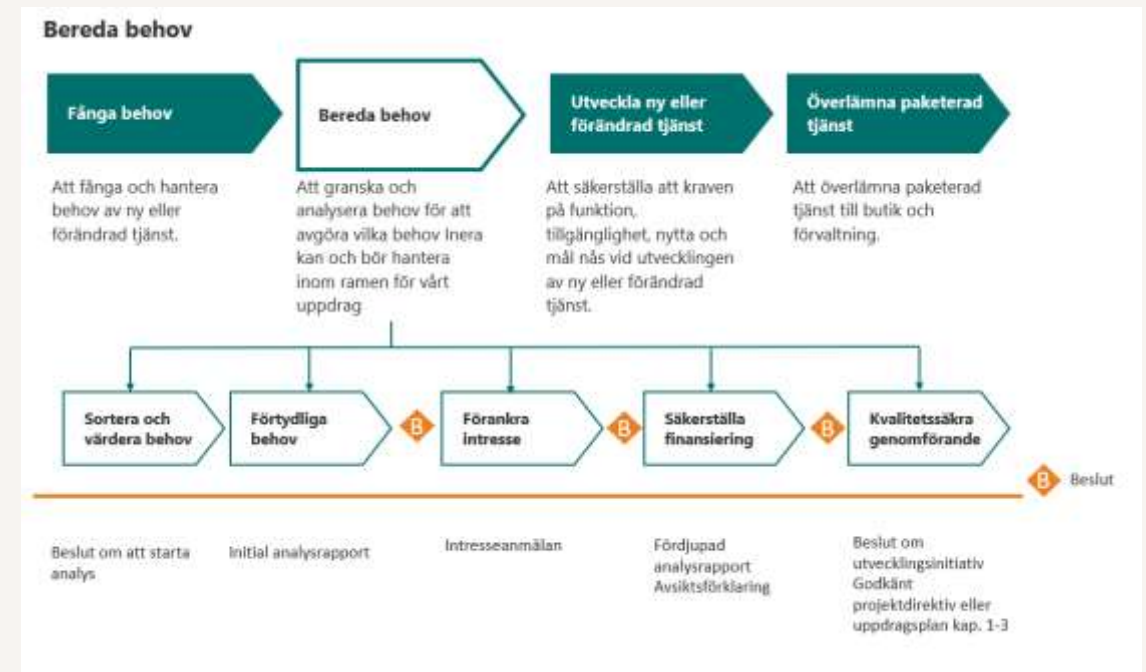 Bereda behov
Fånga behov
Bereda behov
Utveckla ny eller
förändrad tjänst
Överlämna paketerad
tjänst
Att fånga och hantera
behov av ny eller
förändrad tjänst.
Att granska och
analysera behov för att
avgöra vilka behov Inera
kan och bör hantera
inom ramen för vårt
uppdrag
Att säkerställa att kraven
på funktion,
tillgänglighet, nytta och
mål nås vid utvecklingen
av ny eller förändrad
tjänst.
Att överlämna paketerad
tjänst till butik och
förvaltning.
Sortera och
värdera behov
Förtydliga
behov
B
Förankra
intresse
B
Säkerställa
finansiering
B
Kvalitetssäkra
genomförande
B Beslut
Beslut om att starta
analys
Initial analysrapport
Intresseanmälan
Fördjupad
analysrapport
Avsiktsförklaring
Beslut om
utvecklingsinitiativ
Godkänt
projektdirektiv eller
uppdragsplan kap. 1-3